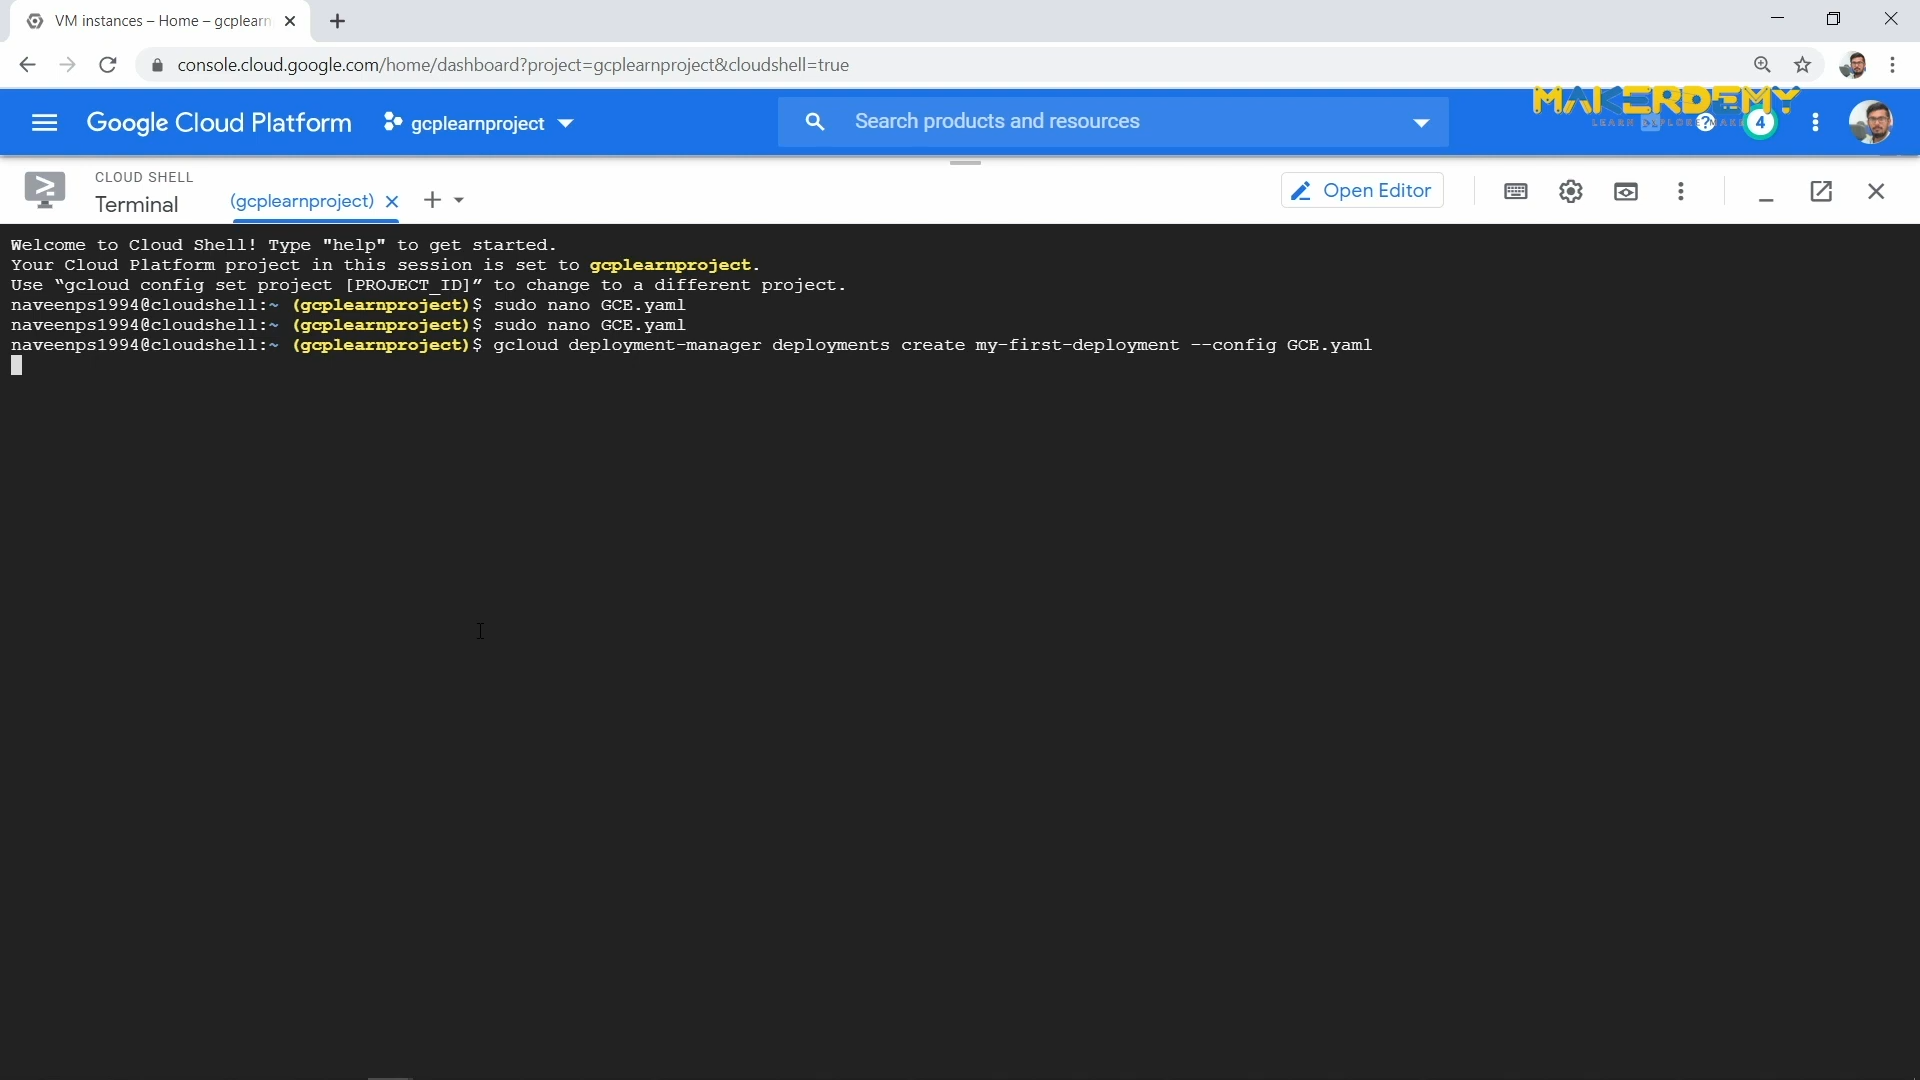 VM instances – Home – gcplearn
console.cloud.google.com/home/dashboard?project=gcplearnproject&cloudshell=true
MAKERDEMY
Google Cloud Platform
gcplearnproject
Search products and resources
4
CLOUD SHELL
Terminal
(gcplearnproject)
Open Editor
Welcome to Cloud Shell! Type "help" to get started.
Your Cloud Platform project in this session is set to gcplearnproject.
Use “gcloud config set project [PROJECT_ID]” to change to a different project.
naveenps1994@cloudshell:~ (gcplearnproject)$ sudo nano GCE.yaml
naveenps1994@cloudshell:~ (gcplearnproject)$ sudo nano GCE.yaml
naveenps1994@cloudshell:~ (gcplearnproject)$ gcloud deployment-manager deployments create my-first-deployment --config GCE.yaml